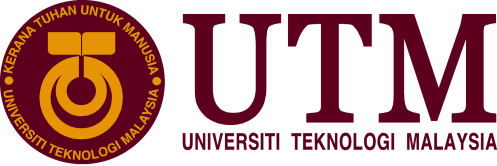 • KERANA TUHAN UNTUK MANUSIA •
UNIVERSITI TEKNOLOGI MALAYSIA
UTM
UNIVERSITI TEKNOLOGI MALAYSIA